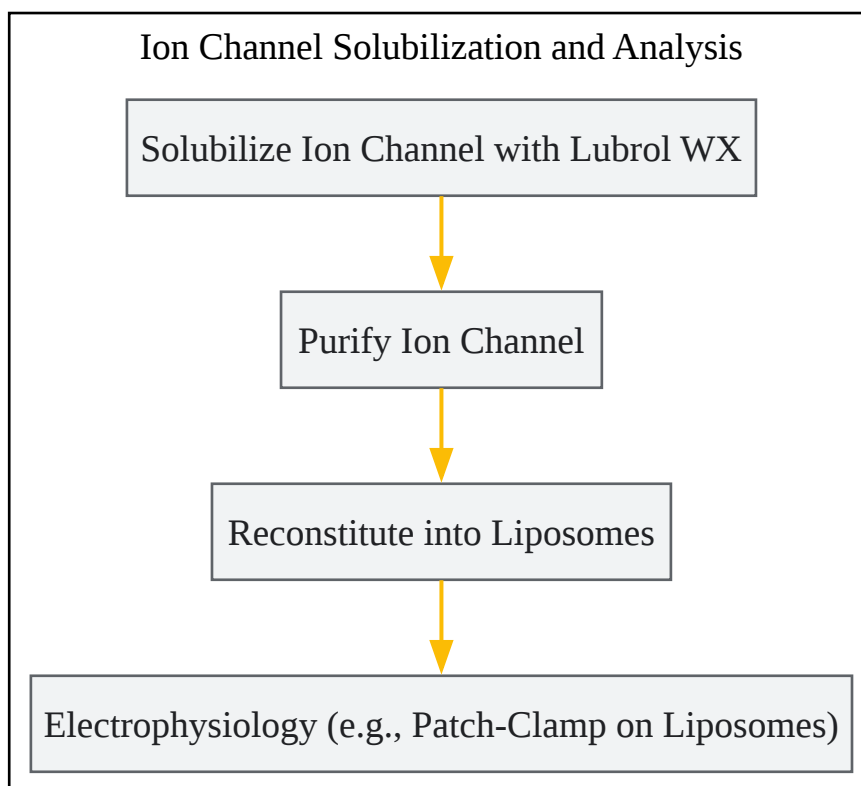 Ion Channel Solubilization and Analysis
Solubilize Ion Channel with Lubrol WX
Purify Ion Channel
Reconstitute into Liposomes
Electrophysiology (e.g., Patch-Clamp on Liposomes)